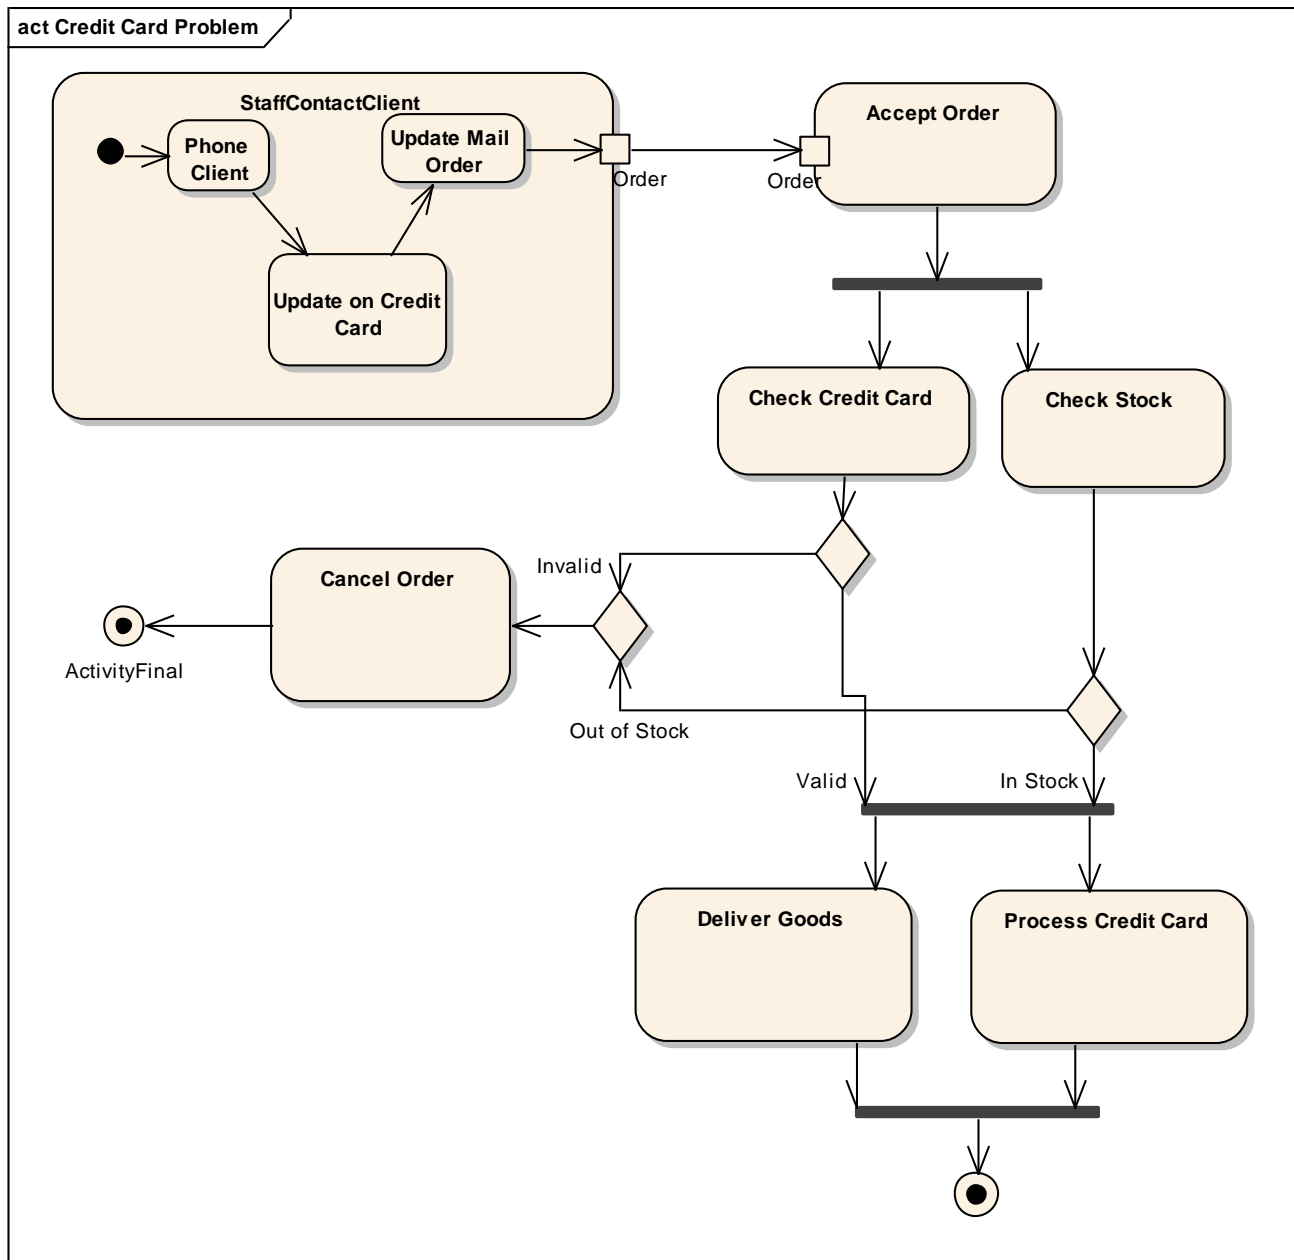 act Credit Card Problem
StaffContactClient
Phone
Client
Update Mail
Order
Order
Order
Accept Order
Update on Credit
Card
Check Credit Card
Check Stock
Invalid
Cancel Order
ActivityFinal
Out of Stock
Valid
In Stock
Deliver Goods
Process Credit Card